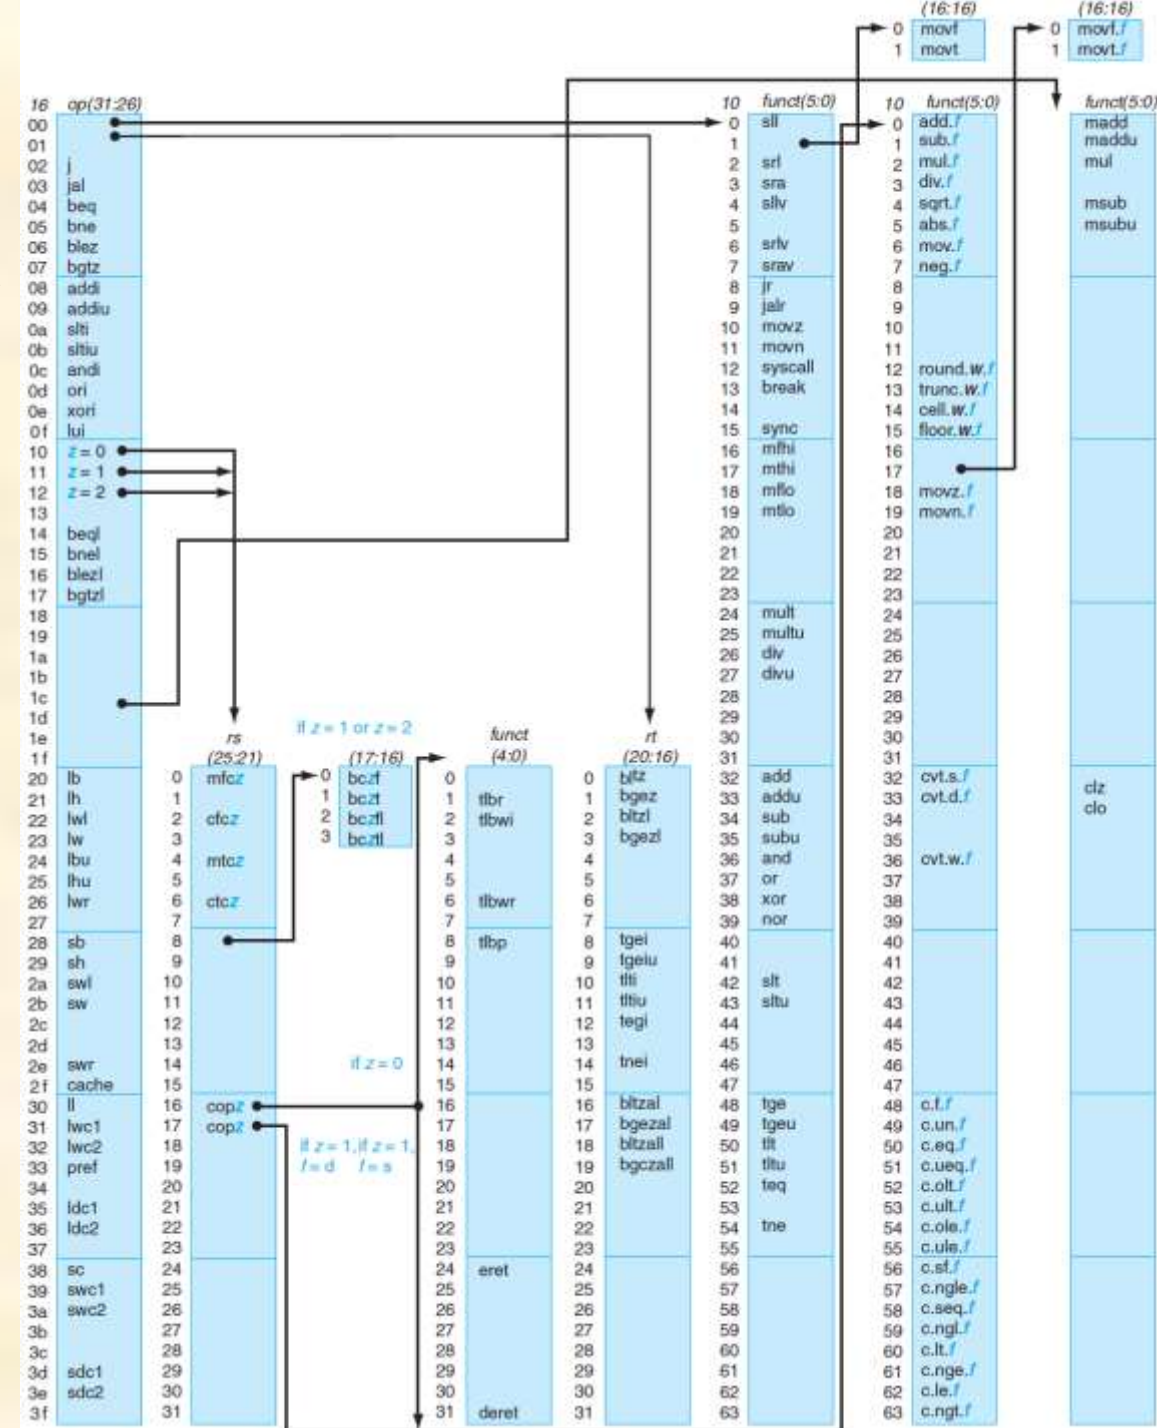 16 op(31:26)
00
01
02 j
03 jal
04 beq
05 bne
06 blez
07 bgtz
08 addi
09 addiu
0a slti
0b sltiu
0c andi
0d ori
0e xori
0f lui
10 z = 0
11 z = 1
12 z = 2
13
14 beql
15 bnel
16 blezl
17 bgtzl
18
19
1a
1b
1c
1d
1e
1f
20 lb
21 lh
22 lwl
23 lw
24 lbu
25 lhu
26 lwr
27
28 sb
29 sh
2a swl
2b sw
2c
2d
2e swr
2f cache
30 ll
31 lwc1
32 lwc2
33 pref
34
35 ldc1
36 ldc2
37
38 sc
39 swc1
3a swc2
3b
3c
3d sdc1
3e sdc2
3f
rs
(25:21)
0 mfcz
1
2 cfcz
3
4 mtcz
5
6 ctcz
7
8
9
10
11
12
13
14
15
16 copz
17 copz
18
19
20
21
22
23
24
25
26
27
28
29
30
31
if z = 1 or z = 2
(17:16)
0 bczf
1 bczt
2 bczfl
3 bcztl
if z = 0
if z = 1, if z = 1,
f = d f = s
funct
(4:0)
0
1 tlbr
2 tlbwi
3
4
5
6 tlbwr
7
8 tlbp
9
10
11
12
13
14
15
16
17
18
19
20
21
22
23
24 eret
25
26
27
28
29
30
31 deret
rt
(20:16)
0 bltz
1 bgez
2 bltzl
3 bgezl
4
5
6
7
8 tgei
9 tgeiu
10 tlti
11 tltiu
12 tegi
13
14 tnei
15
16 bltzal
17 bgezal
18 bltzall
19 bgczall
20
21
22
23
24
25
26
27
28
29
30
31
10 funct(5:0)
0 sll
1
2 srl
3 sra
4 sllv
5
6 srlv
7 srav
8 jr
9 jalr
10 movz
11 movn
12 syscall
13 break
14
15 sync
16 mfhi
17 mthi
18 mflo
19 mtlo
20
21
22
23
24 mult
25 multu
26 div
27 divu
28
29
30
31
32 add
33 addu
34 sub
35 subu
36 and
37 or
38 xor
39 nor
40
41
42 slt
43 sltu
44
45
46
47
48 tge
49 tgeu
50 tlt
51 tltu
52 teq
53
54 tne
55
56
57
58
59
60
61
62
63
(16:16)
0 movf
1 movt
10 funct(5:0)
0 add.f
1 sub.f
2 mul.f
3 div.f
4 sqrt.f
5 abs.f
6 mov.f
7 neg.f
8
9
10
11
12 round.w.f
13 trunc.w.f
14 cell.w.f
15 floor.w.f
16
17
18 movz.f
19 movn.f
20
21
22
23
24
25
26
27
28
29
30
31
32 cvt.s.f
33 cvt.d.f
34
35
36 cvt.w.f
37
38
39
40
41
42
43
44
45
46
47
48 c.f.f
49 c.un.f
50 c.eq.f
51 c.ueq.f
52 c.olt.f
53 c.ult.f
54 c.ole.f
55 c.ule.f
56 c.sf.f
57 c.ngle.f
58 c.seq.f
59 c.ngl.f
60 c.lt.f
61 c.nge.f
62 c.le.f
63 c.ngt.f
(16:16)
0 movf.f
1 movt.f
funct(5:0)
madd
maddu
mul
msub
msubu
clz
clo